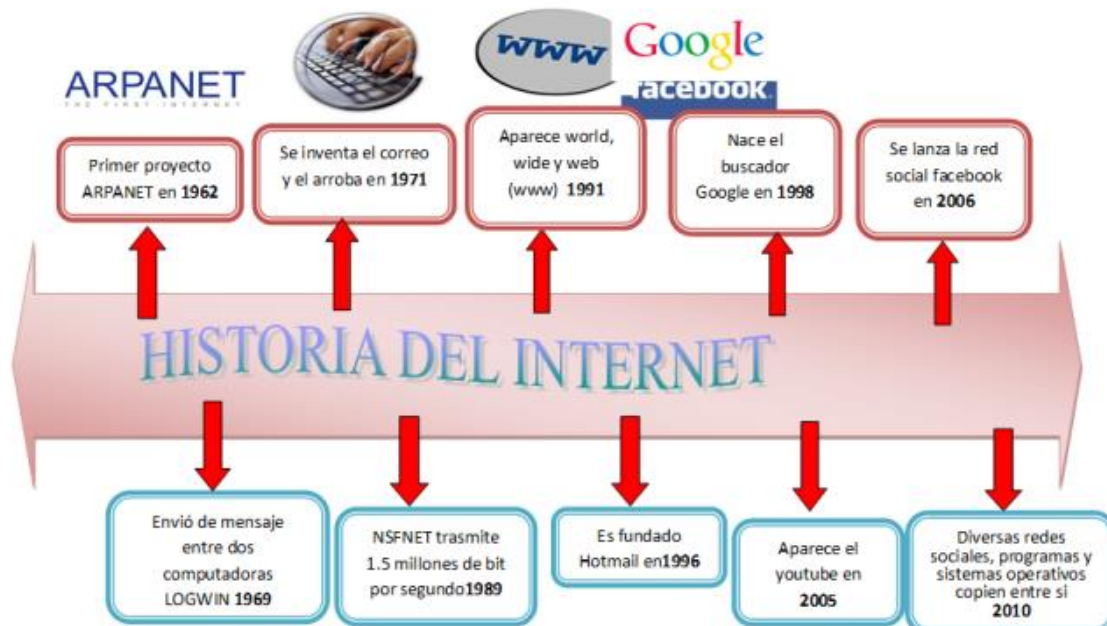 ARPANET
THE FIRST INTERNET
www
Google
facebook
Primer proyecto
ARPANET en 1962
Se inventa el correo
y el arroba en 1971
Aparece world,
wide y web
(www) 1991
Nace el
buscador
Google en 1998
Se lanza la red
social facebook
en 2006
HISTORIA DEL INTERNET
Envió de mensaje
entre dos
computadoras
LOGWIN 1969
NSFNET trasmite
1.5 millones de bit
por segundo1989
Es fundado
Hotmail en1996
Aparece el
youtube en
2005
Diversas redes
sociales, programas y
sistemas operativos
copien entre si
2010